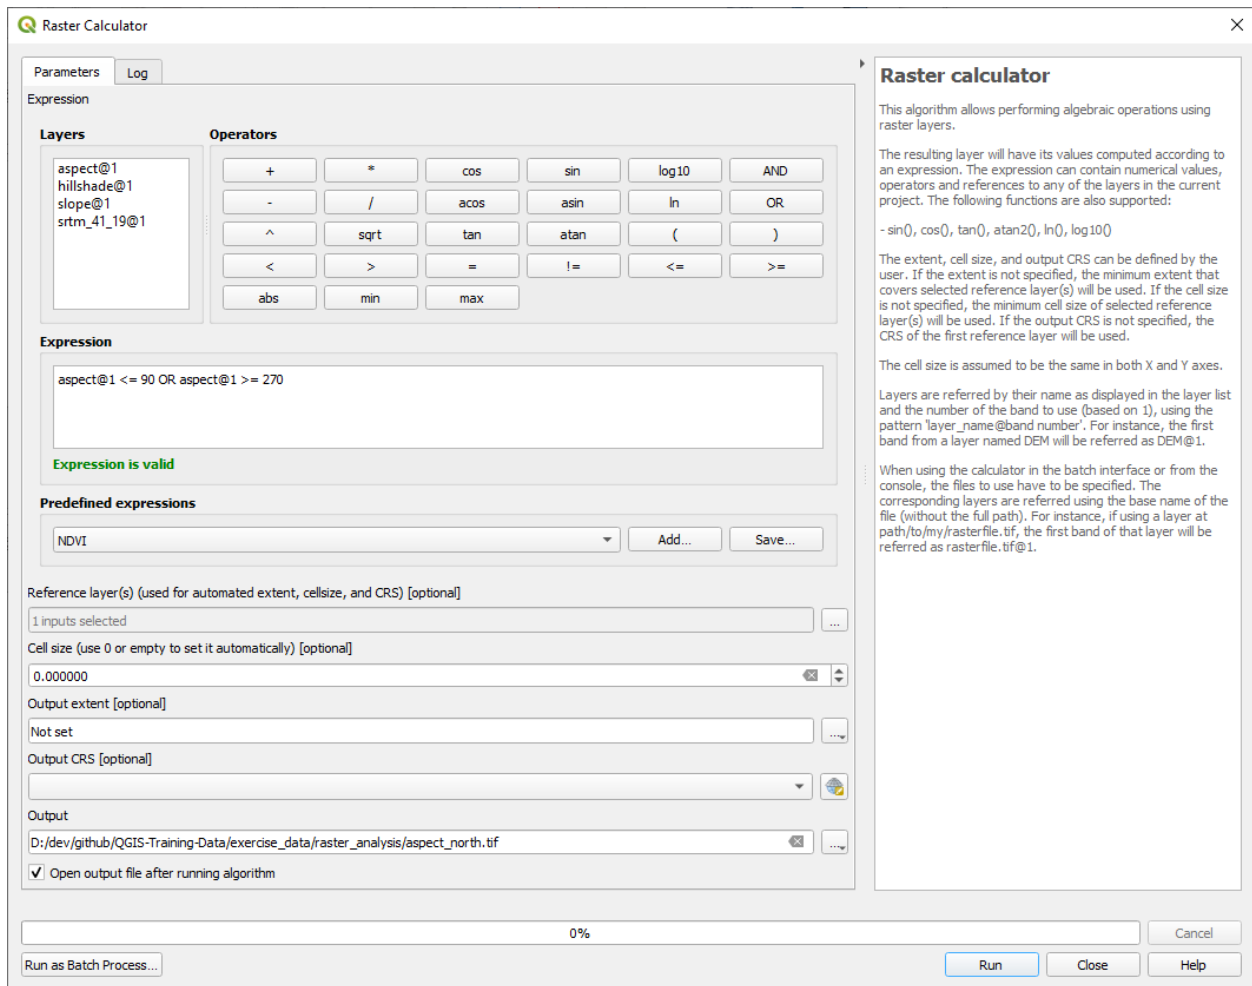 Raster Calculator
Parameters
Log
Expression
Layers
Operators
aspect@1
hillshade@1
slope@1
srtm_41_19@1
+
*
cos
sin
log10
AND
-
/
acos
asin
ln
OR
^
sqrt
tan
atan
(
)
<
>
=
!=
<=
>=
abs
min
max
Expression
aspect@1 <= 90 OR aspect@1 >= 270
Expression is valid
Predefined expressions
NDVI
Add...
Save...
Reference layer(s) (used for automated extent, cellsize, and CRS) [optional]
1 inputs selected
...
Cell size (use 0 or empty to set it automatically) [optional]
0.000000
Output extent [optional]
Not set
...
Output CRS [optional]
Output
D:/dev/github/QGIS-Training-Data/exercise_data/raster_analysis/aspect_north.tif
...
Open output file after running algorithm
Raster calculator
This algorithm allows performing algebraic operations using
raster layers.
The resulting layer will have its values computed according to
an expression. The expression can contain numerical values,
operators and references to any of the layers in the current
project. The following functions are also supported:
- sin(), cos(), tan(), atan2(), ln(), log10()
The extent, cell size, and output CRS can be defined by the
user. If the extent is not specified, the minimum extent that
covers selected reference layer(s) will be used. If the cell size
is not specified, the minimum cell size of selected reference
layer(s) will be used. If the output CRS is not specified, the
CRS of the first reference layer will be used.
The cell size is assumed to be the same in both X and Y axes.
Layers are referred by their name as displayed in the layer list
and the number of the band to use (based on 1), using the
pattern 'layer_name@band number'. For instance, the first
band from a layer named DEM will be referred as DEM@1.
When using the calculator in the batch interface or from the
console, the files to use have to be specified. The
corresponding layers are referred using the base name of the
file (without the full path). For instance, if using a layer at
path/to/my/rasterfile.tif, the first band of that layer will be
referred as rasterfile.tif@1.
0%
Cancel
Run as Batch Process...
Run
Close
Help